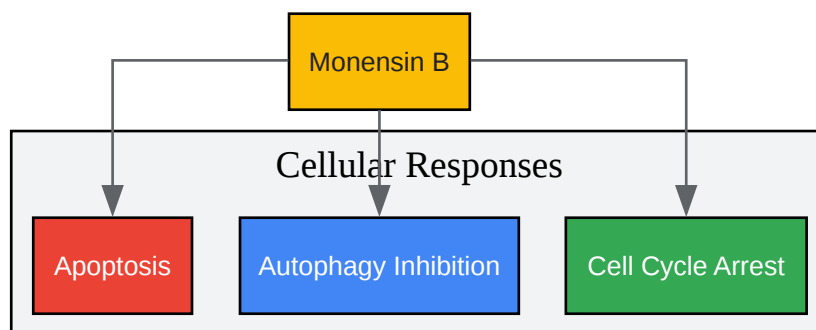 Monensin B
Cellular Responses
Apoptosis
Autophagy Inhibition
Cell Cycle Arrest